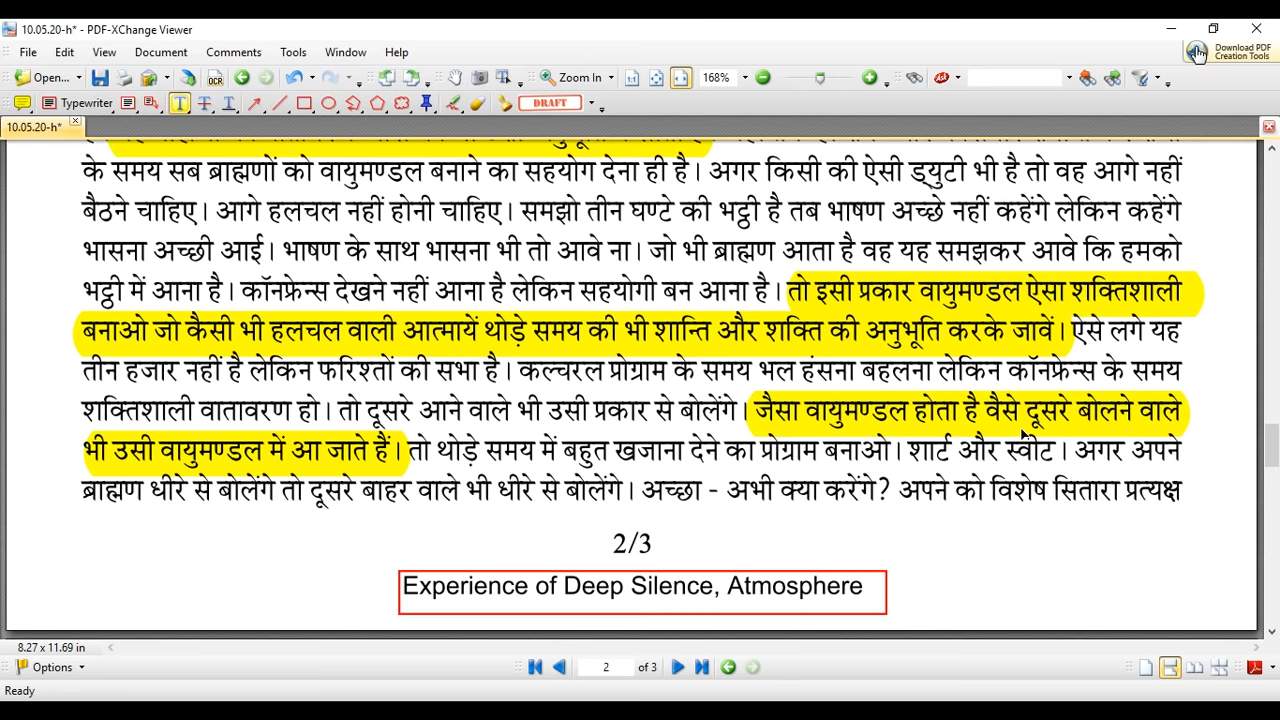 10.05.20-h* - PDF-XChange Viewer
File Edit View Document Comments Tools Window Help
Download PDF
Creation Tools
Open... OCR Zoom In 168%
Typewriter DRAFT
10.05.20-h*
के समय सब ब्राह्मणों को वायुमण्डल बनाने का सहयोग देना ही है। अगर किसी की ऐसी ड्युटी भी है तो वह आगे नहीं
बैठने चाहिए। आगे हलचल नहीं होनी चाहिए। समझो तीन घण्टे की भट्ठी है तब भाषण अच्छे नहीं कहेंगे लेकिन कहेंगे
भासना अच्छी आई। भाषण के साथ भासना भी तो आवे ना। जो भी ब्राह्मण आता है वह यह समझकर आवे कि हमको
भट्ठी में आना है। कॉनफ्रेन्स देखने नहीं आना है लेकिन सहयोगी बन आना है। तो इसी प्रकार वायुमण्डल ऐसा शक्तिशाली
बनाओ जो कैसी भी हलचल वाली आत्मायें थोड़े समय की भी शान्ति और शक्ति की अनुभूति करके जावें। ऐसे लगे यह
तीन हजार नहीं है लेकिन फरिश्तों की सभा है। कल्चरल प्रोग्राम के समय भल हंसना बहलना लेकिन कॉनफ्रेन्स के समय
शक्तिशाली वातावरण हो। तो दूसरे आने वाले भी उसी प्रकार से बोलेंगे। जैसा वायुमण्डल होता है वैसे दूसरे बोलने वाले
भी उसी वायुमण्डल में आ जाते हैं। तो थोड़े समय में बहुत खजाना देने का प्रोग्राम बनाओ। शार्ट और स्वीट। अगर अपने
ब्राह्मण धीरे से बोलेंगे तो दूसरे बाहर वाले भी धीरे से बोलेंगे। अच्छा - अभी क्या करेंगे? अपने को विशेष सितारा प्रत्यक्ष
2/3
Experience of Deep Silence, Atmosphere
8.27 x 11.69 in
Options 2 of 3
Ready